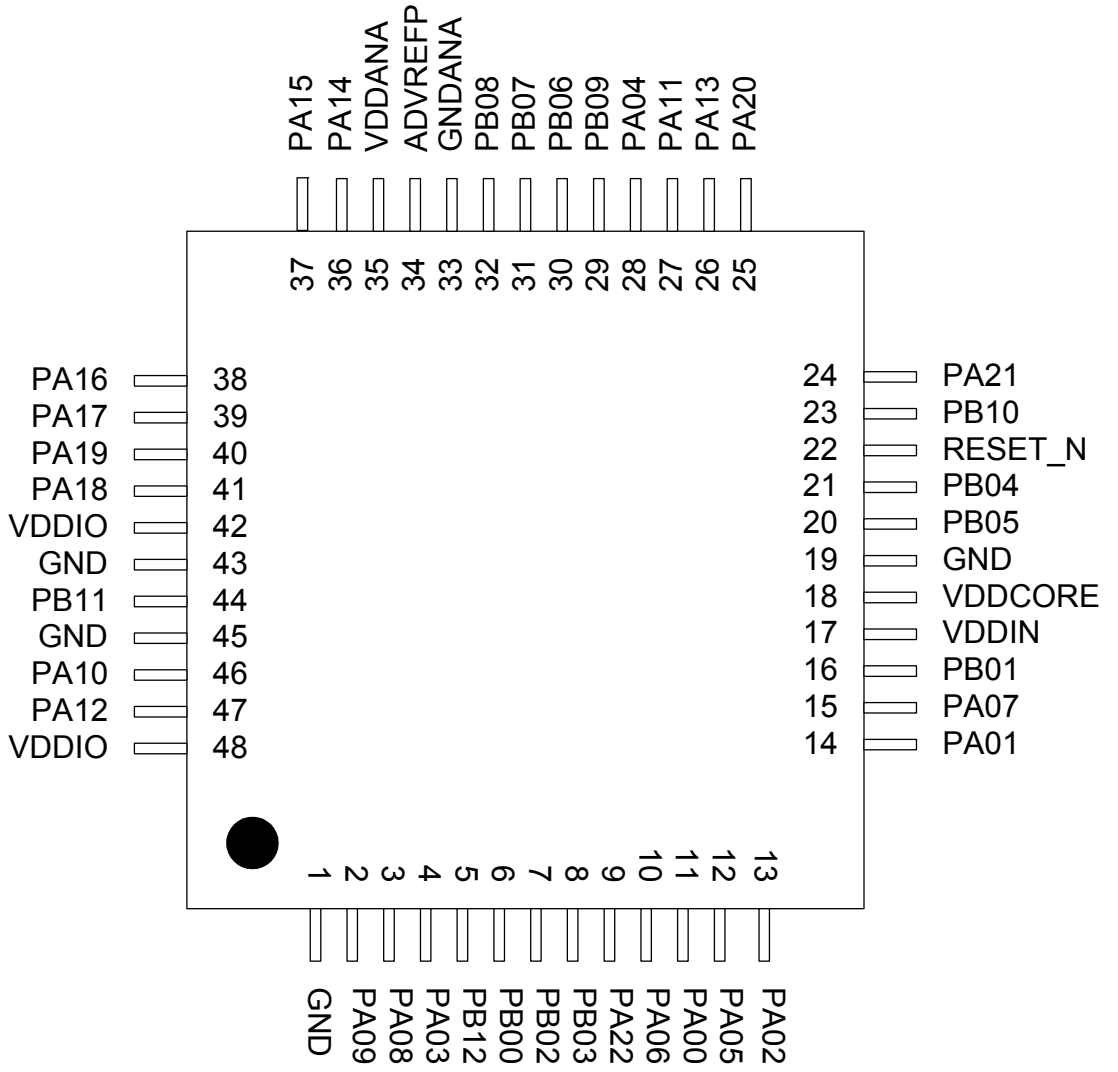 PA15
PA14
VDDANA
ADVREFP
GNDANA
PB08
PB07
PB06
PB09
PA04
PA11
PA13
PA20
37
36
35
34
33
32
31
30
29
28
27
26
25
PA16 38
PA17 39
PA19 40
PA18 41
VDDIO 42
GND 43
PB11 44
GND 45
PA10 46
PA12 47
VDDIO 48
24 PA21
23 PB10
22 RESET_N
21 PB04
20 PB05
19 GND
18 VDDCORE
17 VDDIN
16 PB01
15 PA07
14 PA01
1
2
3
4
5
6
7
8
9
10
11
12
13
GND
PA09
PA08
PA03
PB12
PB00
PB02
PB03
PA22
PA06
PA00
PA05
PA02